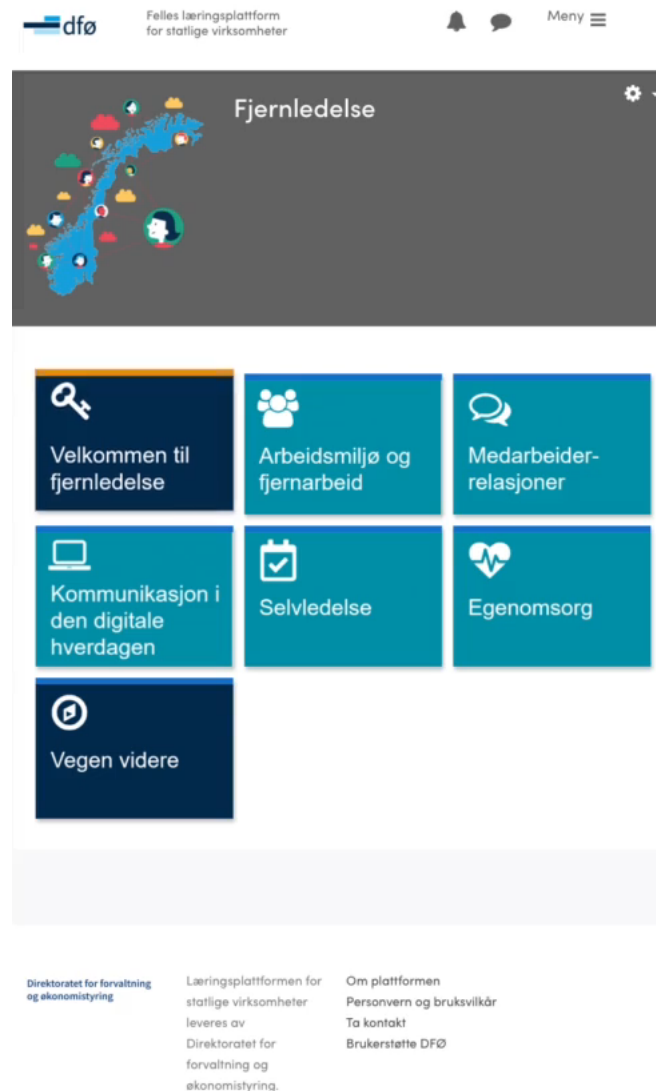 dfø
Felles læringsplattform
for statlige virksomheter
Meny
Fjernledelse
Velkommen til
fjernledelse
Arbeidsmiljø og
fjernarbeid
Medarbeider-
relasjoner
Kommunikasjon i
den digitale
hverdagen
Selvledelse
Egenomsorg
Vegen videre
Direktoratet for forvaltning
og økonomistyring
Læringsplattformen for
statlige virksomheter
leveres av
Direktoratet for
forvaltning og
økonomistyring.
Om plattformen
Personvern og bruksvilkår
Ta kontakt
Brukerstøtte DFØ